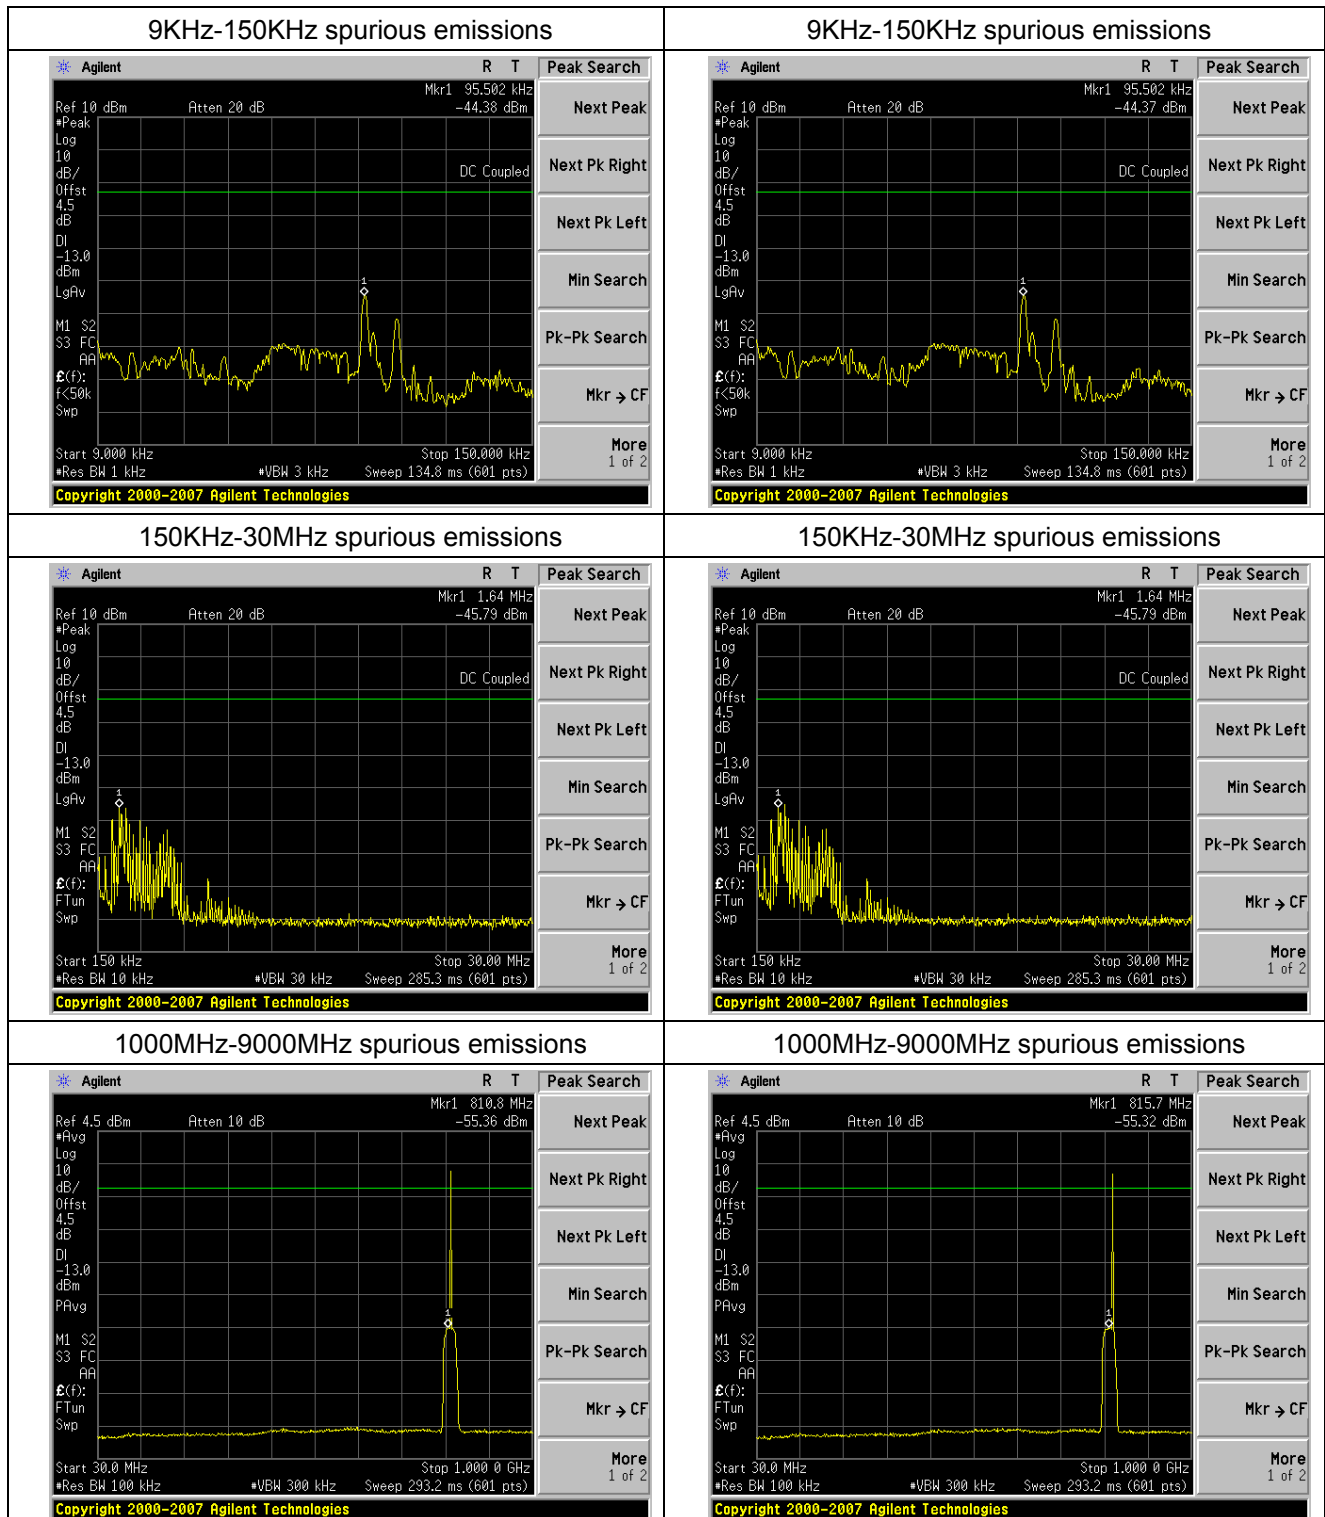 9KHz-150KHz spurious emissions
Agilent R T Peak Search
Mkr1 95.502 kHz
Ref 10 dBm Atten 20 dB -44.38 dBm
#Peak
Log
10
dB/
Offst
4.5
dB
DI
-13.0
dBm
LgAv
M1 S2
S3 FC
AA
£(f):
f<50k
Swp
DC Coupled
1
Start 9.000 kHz Stop 150.000 kHz
#Res BW 1 kHz #VBW 3 kHz Sweep 134.8 ms (601 pts)
Next Peak
Next Pk Right
Next Pk Left
Min Search
Pk-Pk Search
Mkr → CF
More
1 of 2
Copyright 2000-2007 Agilent Technologies
9KHz-150KHz spurious emissions
Agilent R T Peak Search
Mkr1 95.502 kHz
Ref 10 dBm Atten 20 dB -44.37 dBm
#Peak
Log
10
dB/
Offst
4.5
dB
DI
-13.0
dBm
LgAv
M1 S2
S3 FC
AA
£(f):
f<50k
Swp
DC Coupled
1
Start 9.000 kHz Stop 150.000 kHz
#Res BW 1 kHz #VBW 3 kHz Sweep 134.8 ms (601 pts)
Next Peak
Next Pk Right
Next Pk Left
Min Search
Pk-Pk Search
Mkr → CF
More
1 of 2
Copyright 2000-2007 Agilent Technologies
150KHz-30MHz spurious emissions
Agilent R T Peak Search
Mkr1 1.64 MHz
Ref 10 dBm Atten 20 dB -45.79 dBm
#Peak
Log
10
dB/
Offst
4.5
dB
DI
-13.0
dBm
LgAv
M1 S2
S3 FC
AA
£(f):
FTun
Swp
DC Coupled
1
Start 150 kHz Stop 30.00 MHz
#Res BW 10 kHz #VBW 30 kHz Sweep 285.3 ms (601 pts)
Next Peak
Next Pk Right
Next Pk Left
Min Search
Pk-Pk Search
Mkr → CF
More
1 of 2
Copyright 2000-2007 Agilent Technologies
150KHz-30MHz spurious emissions
Agilent R T Peak Search
Mkr1 1.64 MHz
Ref 10 dBm Atten 20 dB -45.79 dBm
#Peak
Log
10
dB/
Offst
4.5
dB
DI
-13.0
dBm
LgAv
M1 S2
S3 FC
AA
£(f):
FTun
Swp
DC Coupled
1
Start 150 kHz Stop 30.00 MHz
#Res BW 10 kHz #VBW 30 kHz Sweep 285.3 ms (601 pts)
Next Peak
Next Pk Right
Next Pk Left
Min Search
Pk-Pk Search
Mkr → CF
More
1 of 2
Copyright 2000-2007 Agilent Technologies
1000MHz-9000MHz spurious emissions
Agilent R T Peak Search
Mkr1 810.8 MHz
Ref 4.5 dBm Atten 10 dB -55.36 dBm
#Avg
Log
10
dB/
Offst
4.5
dB
DI
-13.0
dBm
PAvg
M1 S2
S3 FC
AA
£(f):
FTun
Swp
1
Start 30.0 MHz Stop 1.000 0 GHz
#Res BW 100 kHz #VBW 300 kHz Sweep 293.2 ms (601 pts)
Next Peak
Next Pk Right
Next Pk Left
Min Search
Pk-Pk Search
Mkr → CF
More
1 of 2
Copyright 2000-2007 Agilent Technologies
1000MHz-9000MHz spurious emissions
Agilent R T Peak Search
Mkr1 815.7 MHz
Ref 4.5 dBm Atten 10 dB -55.32 dBm
#Avg
Log
10
dB/
Offst
4.5
dB
DI
-13.0
dBm
PAvg
M1 S2
S3 FC
AA
£(f):
FTun
Swp
1
Start 30.0 MHz Stop 1.000 0 GHz
#Res BW 100 kHz #VBW 300 kHz Sweep 293.2 ms (601 pts)
Next Peak
Next Pk Right
Next Pk Left
Min Search
Pk-Pk Search
Mkr → CF
More
1 of 2
Copyright 2000-2007 Agilent Technologies